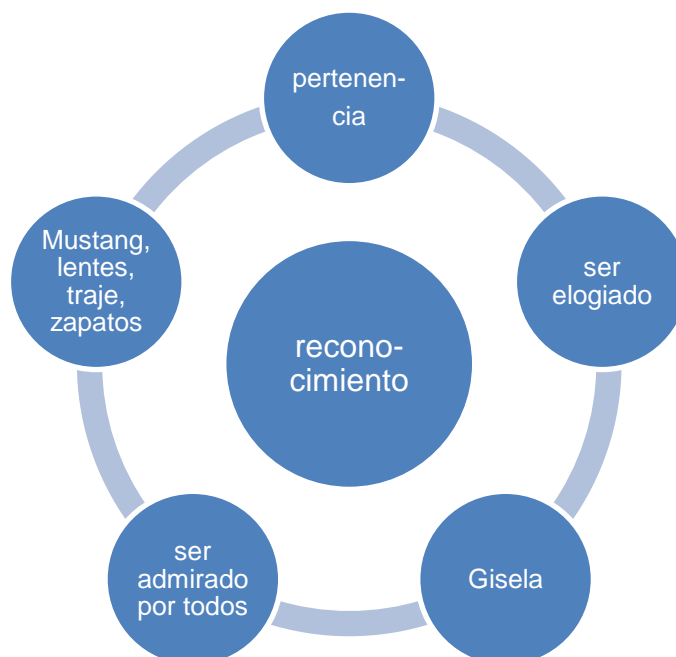 pertenen-
cia
ser
elogiado
Gisela
ser
admirado
por todos
Mustang,
lentes,
traje,
zapatos
recono-
cimiento